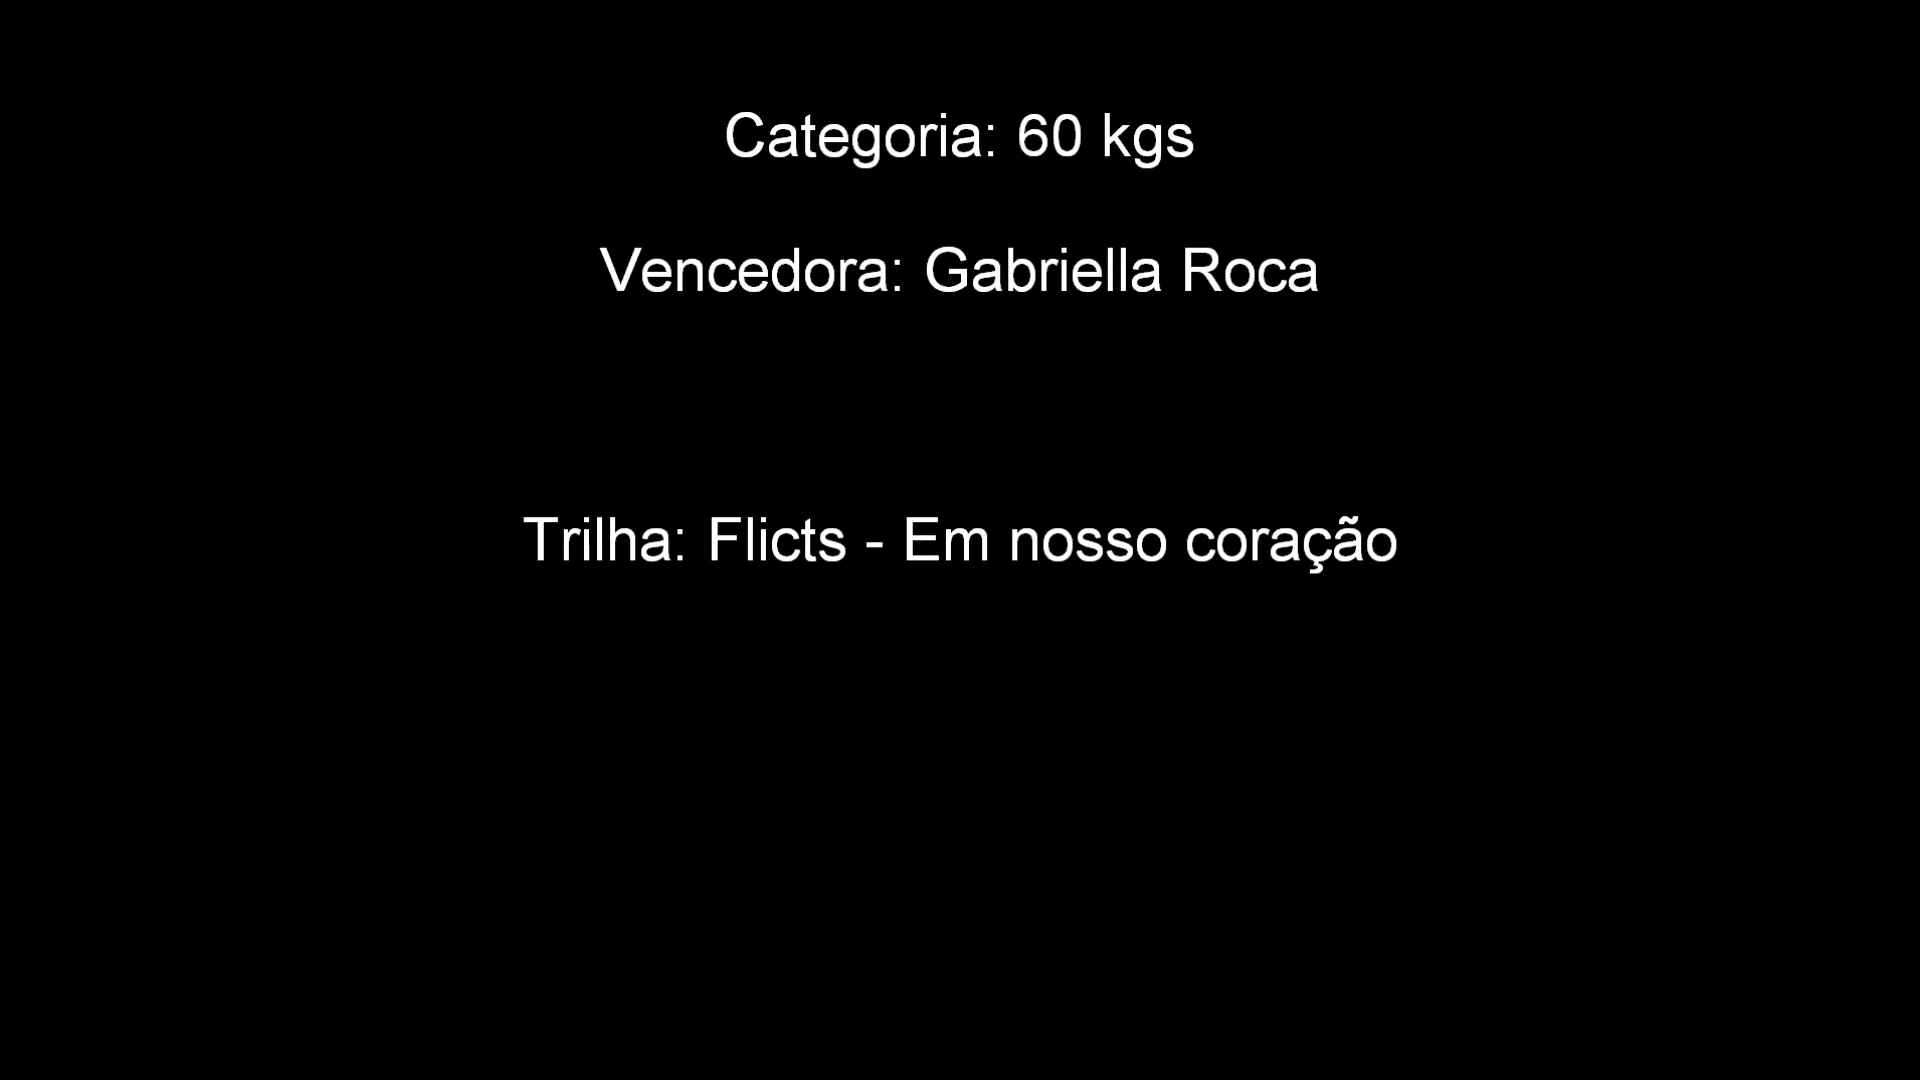 Categoria: 60 kgs
Vencedora: Gabriella Roca
Trilha: Flicts - Em nosso coração